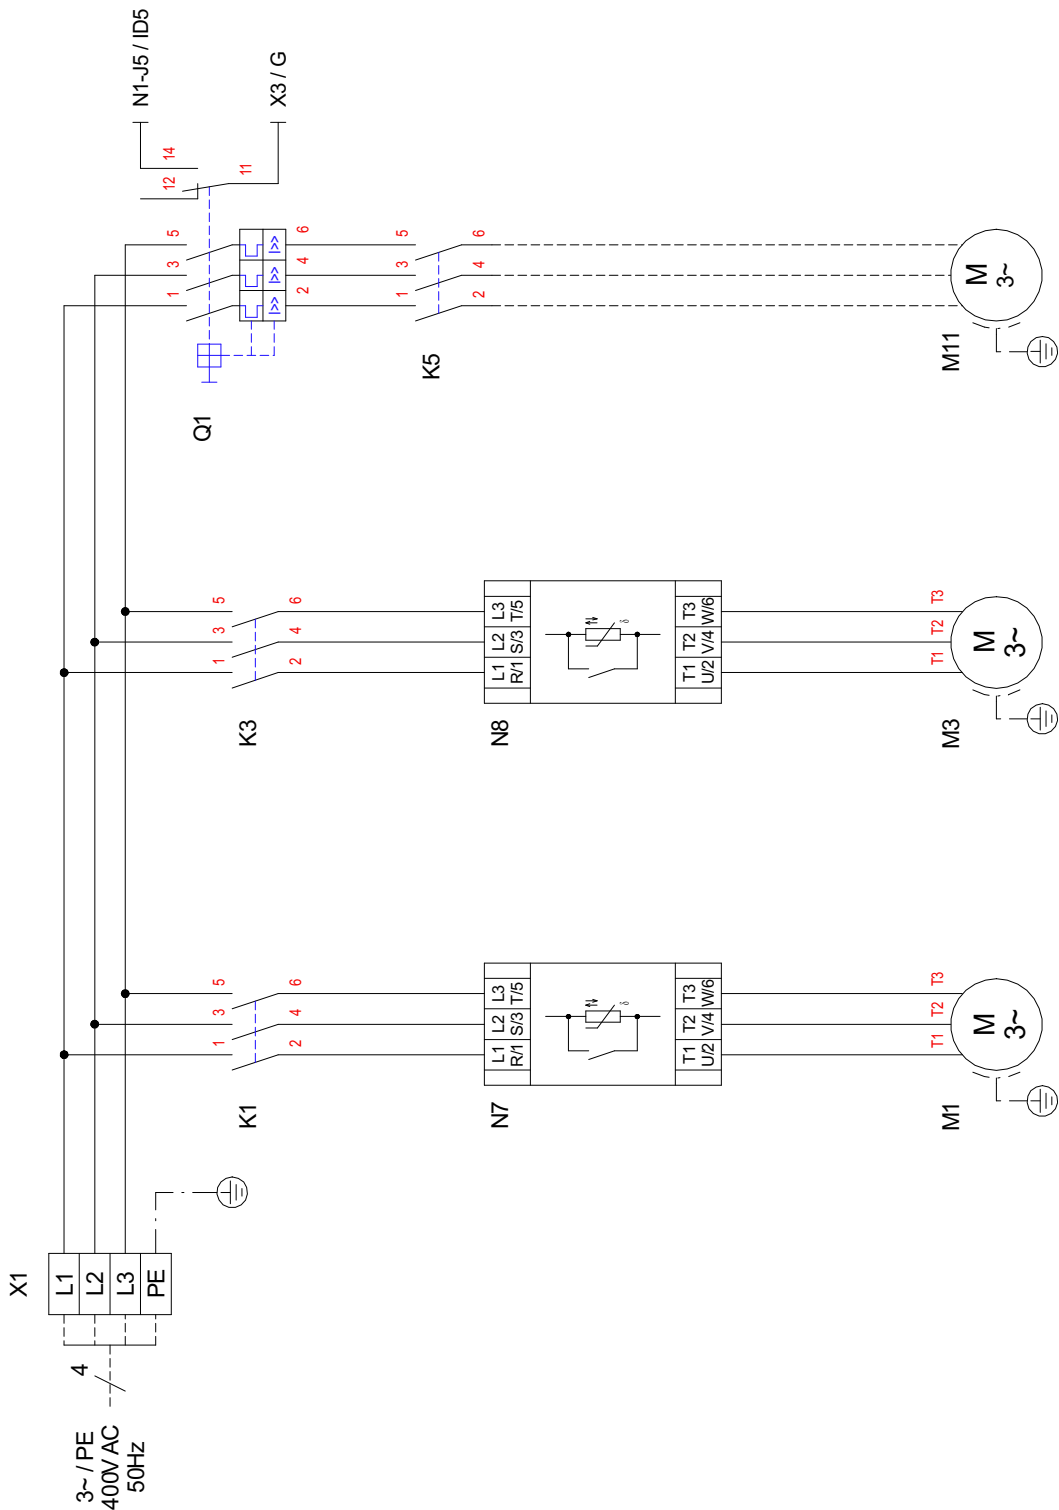 X1
L1
L2
L3
PE
4
3~ / PE
400V AC
50Hz
K1
1
3
5
2
4
6
N7
L1 L2 L3
R/1 S/3 T/5
δ
T1 T2 T3
U/2 V/4 W/6
T1
T2
T3
M1
M
3~
K3
1
3
5
2
4
6
N8
L1 L2 L3
R/1 S/3 T/5
δ
T1 T2 T3
U/2 V/4 W/6
T1
T2
T3
M3
M
3~
N1-J5 / ID5
X3 / G
12
14
11
Q1
1
3
5
I>> I>> I>>
2
4
6
K5
1
3
5
2
4
6
M11
M
3~